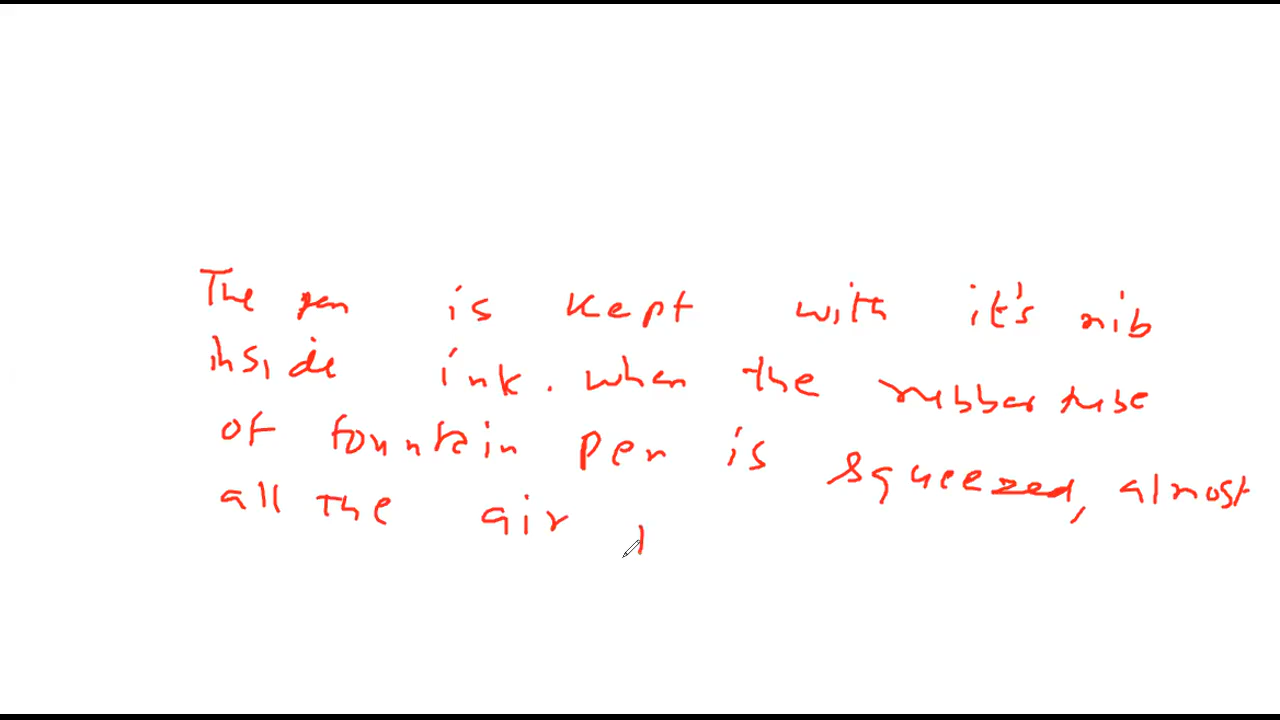 The pen is kept with it's nib
inside ink. when the rubber tube
of fountain pen is squeezed, almost
all the air